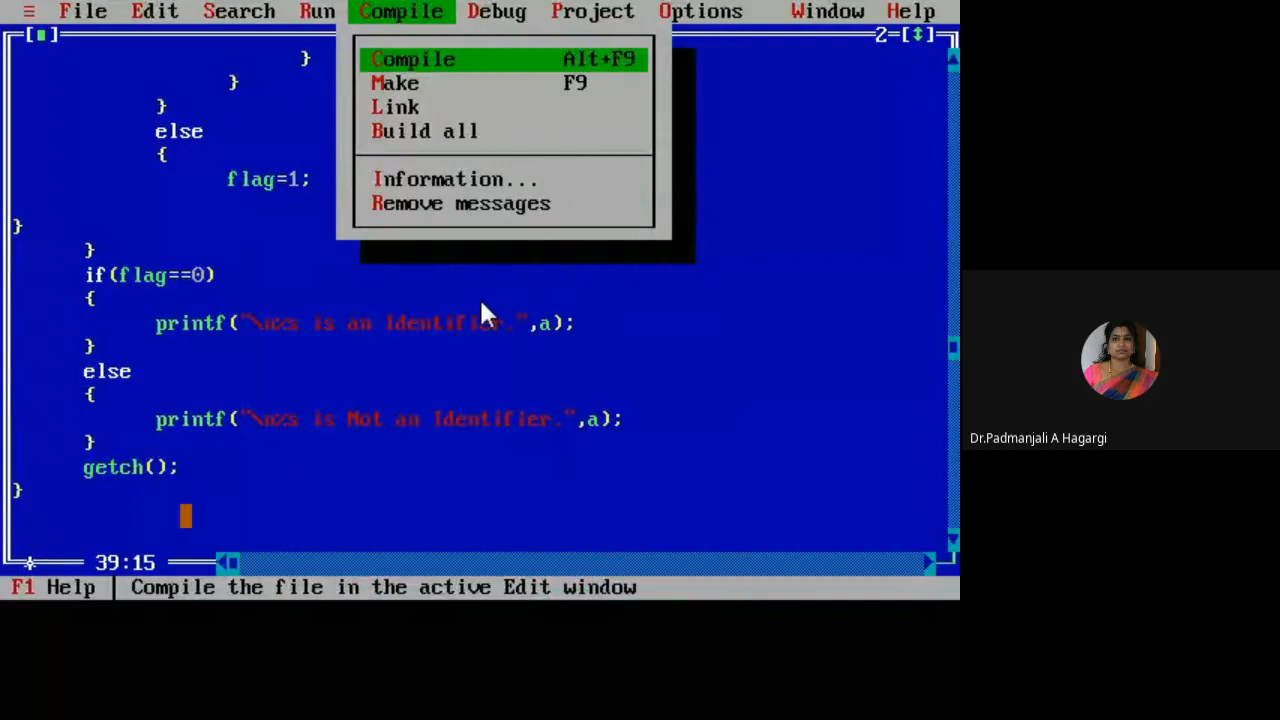 ≡ File Edit Search Run Compile Debug Project Options Window Help
[■] 2=[↕]
Compile Alt+F9
Make F9
Link
Build all
Information...
Remove messages
}
}
}
else
{
flag=1;
}
}
if(flag==0)
{
printf("\n%s is an Identifier.",a);
}
else
{
printf("\n%s is Not an Identifier.",a);
}
getch();
}
39:15
F1 Help Compile the file in the active Edit window
Dr.Padmanjali A Hagargi